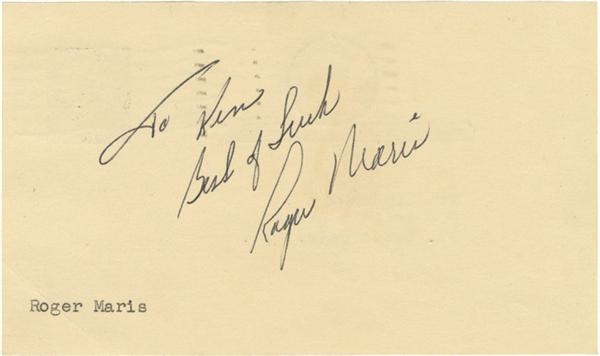 To Ken
Best of Luck
Roger Maris
Roger Maris